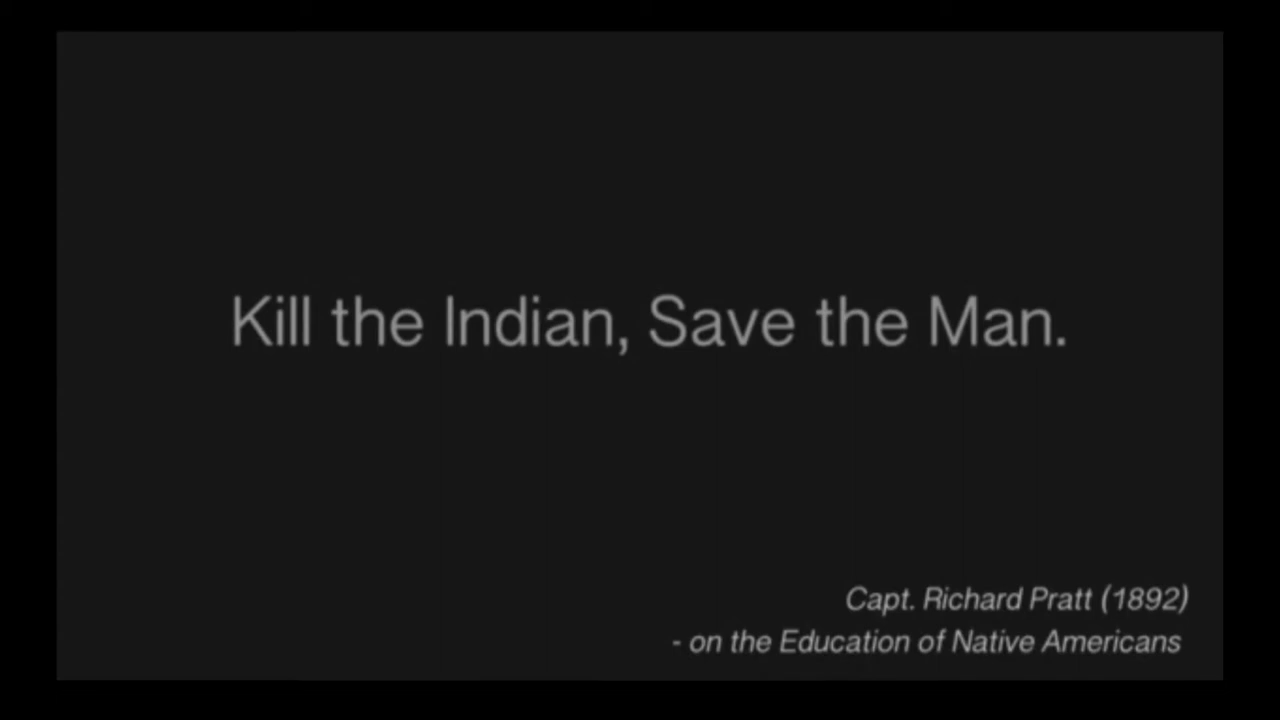 Kill the Indian, Save the Man.
Capt. Richard Pratt (1892)
- on the Education of Native Americans